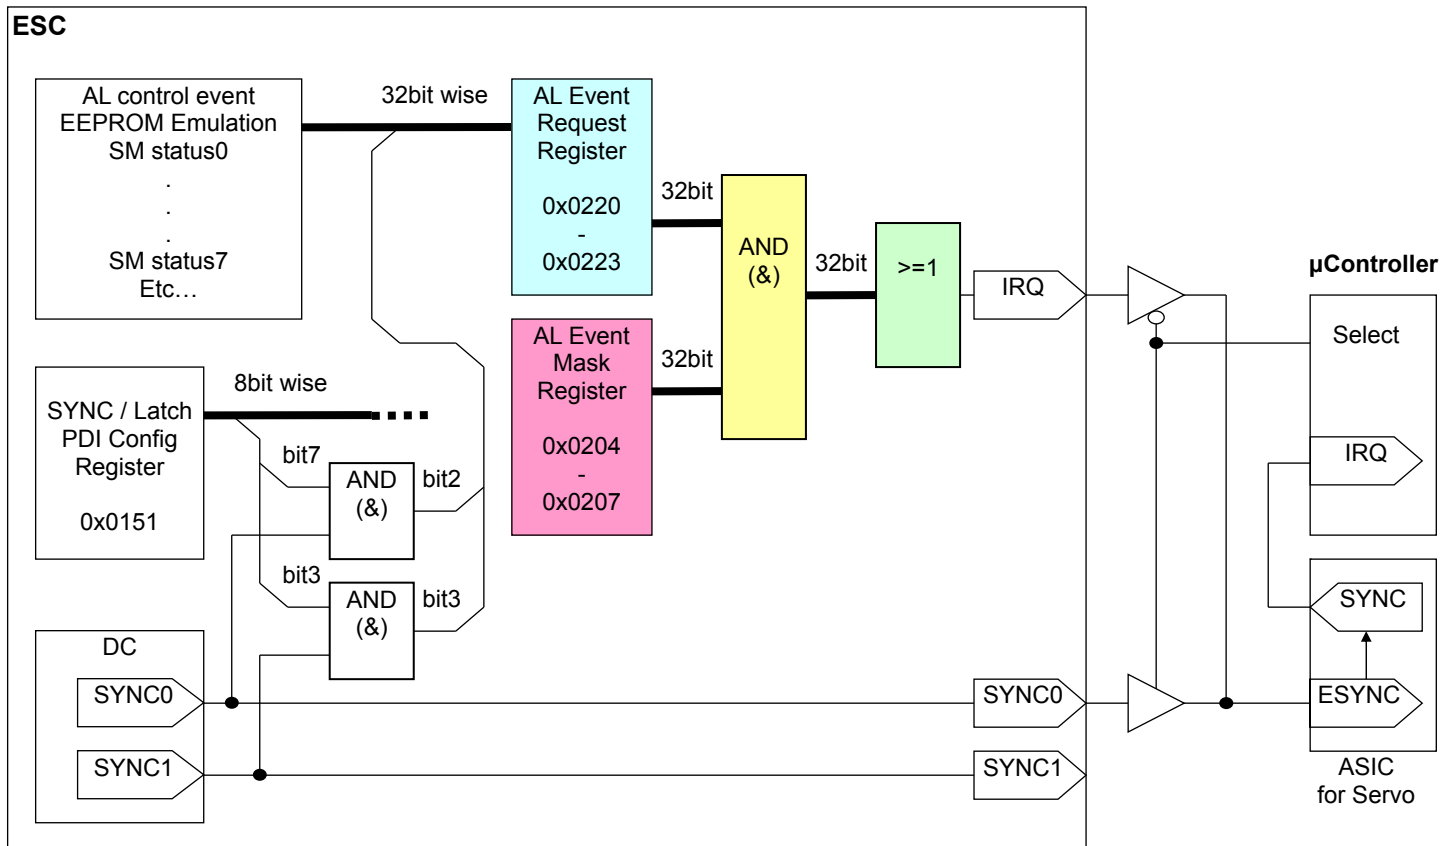 ESC
AL control event
EEPROM Emulation
SM status0
.
.
.
SM status7
Etc…
32bit wise
AL Event
Request
Register
0x0220
-
0x0223
32bit
AND
(&)
32bit
>=1
IRQ
µController
Select
IRQ
AL Event
Mask
Register
0x0204
-
0x0207
32bit
SYNC / Latch
PDI Config
Register
0x0151
8bit wise
bit7
AND
(&)
bit2
bit3
AND
(&)
bit3
DC
SYNC0
SYNC1
SYNC0
SYNC1
SYNC
ESYNC
ASIC
for Servo